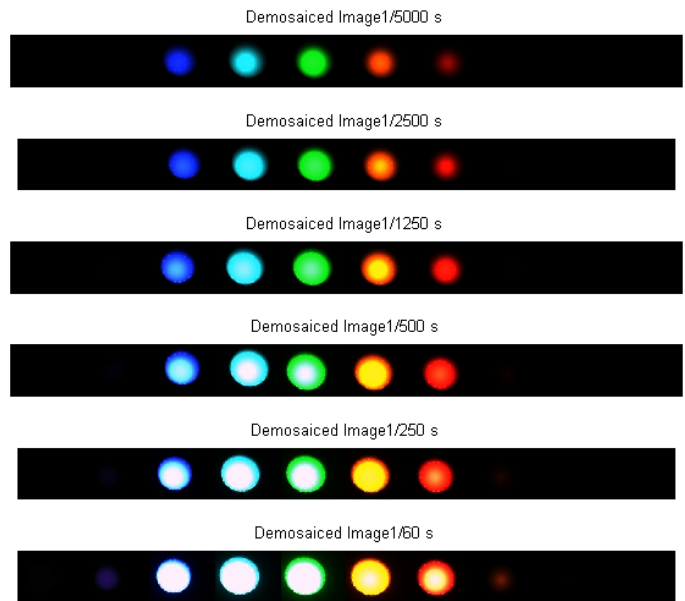 Demosaiced Image1/5000 s
Demosaiced Image1/2500 s
Demosaiced Image1/1250 s
Demosaiced Image1/500 s
Demosaiced Image1/250 s
Demosaiced Image1/60 s